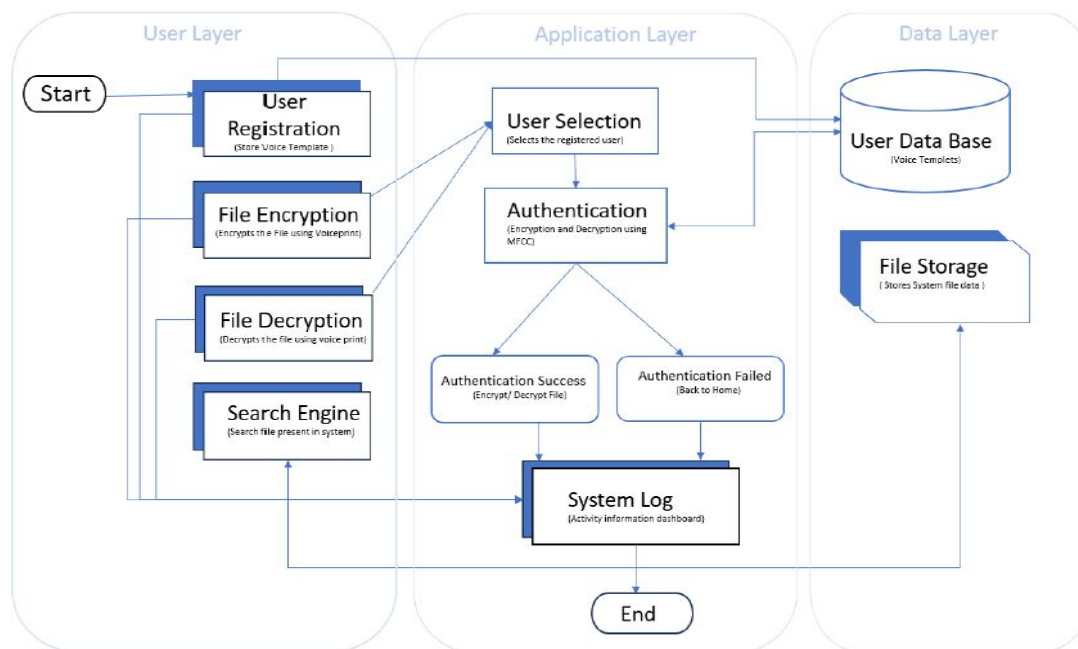 User Layer
Application Layer
Data Layer
Start
User
Registration
(Store Voice Template )
File Encryption
(Encrypts the File using Voiceprint)
File Decryption
(Decrypts the file using voice print)
Search Engine
(Search file present in system)
User Selection
(Selects the registered user)
Authentication
(Encryption and Decryption using
MFCC)
Authentication Success
(Encrypt/ Decrypt File)
Authentication Failed
(Back to Home)
System Log
(Activity information dashboard)
End
User Data Base
(Voice Templets)
File Storage
( Stores System file data )